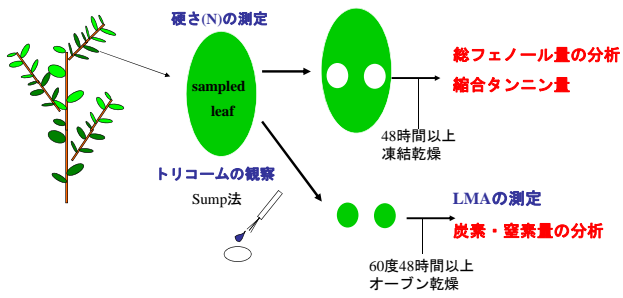 硬さ(N)の測定
sampled
leaf
総フェノール量の分析
縮合タンニン量
48時間以上
凍結乾燥
トリコームの観察
Sump法
LMAの測定
炭素・窒素量の分析
60度48時間以上
オーブン乾燥